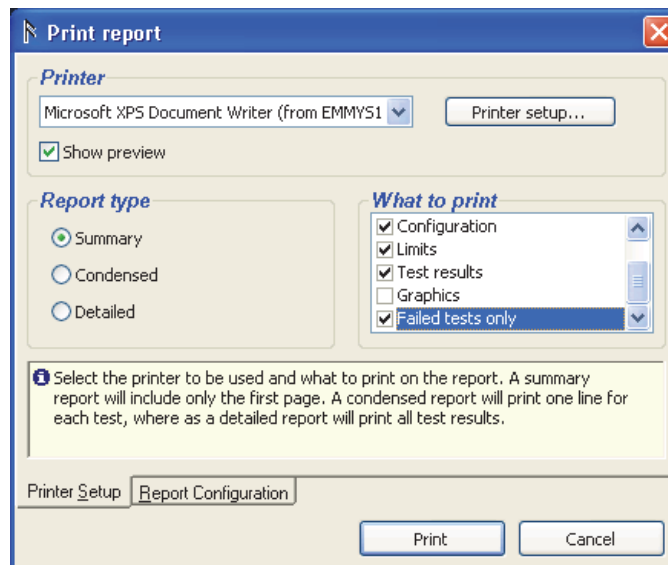 Print report
Printer
Microsoft XPS Document Writer (from EMMYS1
Printer setup...
Show preview
Report type
Summary
Condensed
Detailed
What to print
Configuration
Limits
Test results
Graphics
Failed tests only
Select the printer to be used and what to print on the report. A summary
report will include only the first page. A condensed report will print one line for
each test, where as a detailed report will print all test results.
Printer Setup
Report Configuration
Print
Cancel